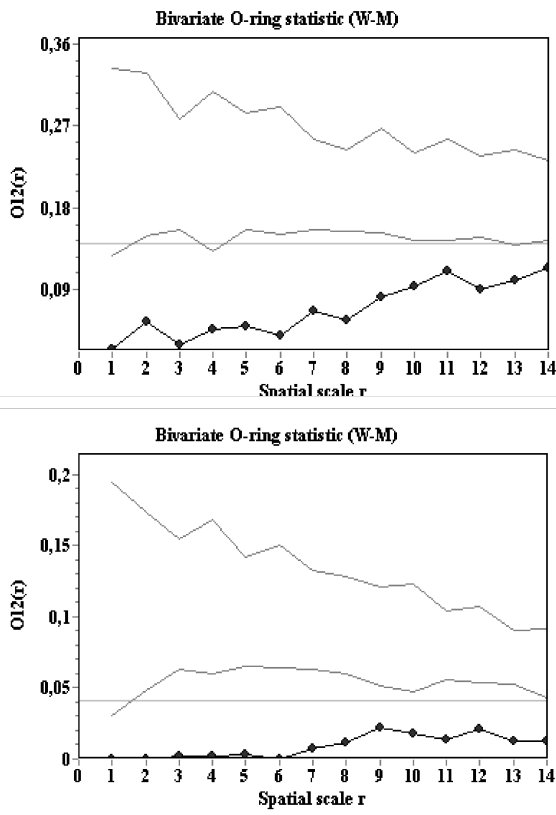 Bivariate O-ring statistic (W-M)
0,36
0,27
0,18
0,09
O12(r)
0 1 2 3 4 5 6 7 8 9 10 11 12 13 14
Spatial scale r
Bivariate O-ring statistic (W-M)
0,2
0,15
0,1
0,05
0
O12(r)
0 1 2 3 4 5 6 7 8 9 10 11 12 13 14
Spatial scale r